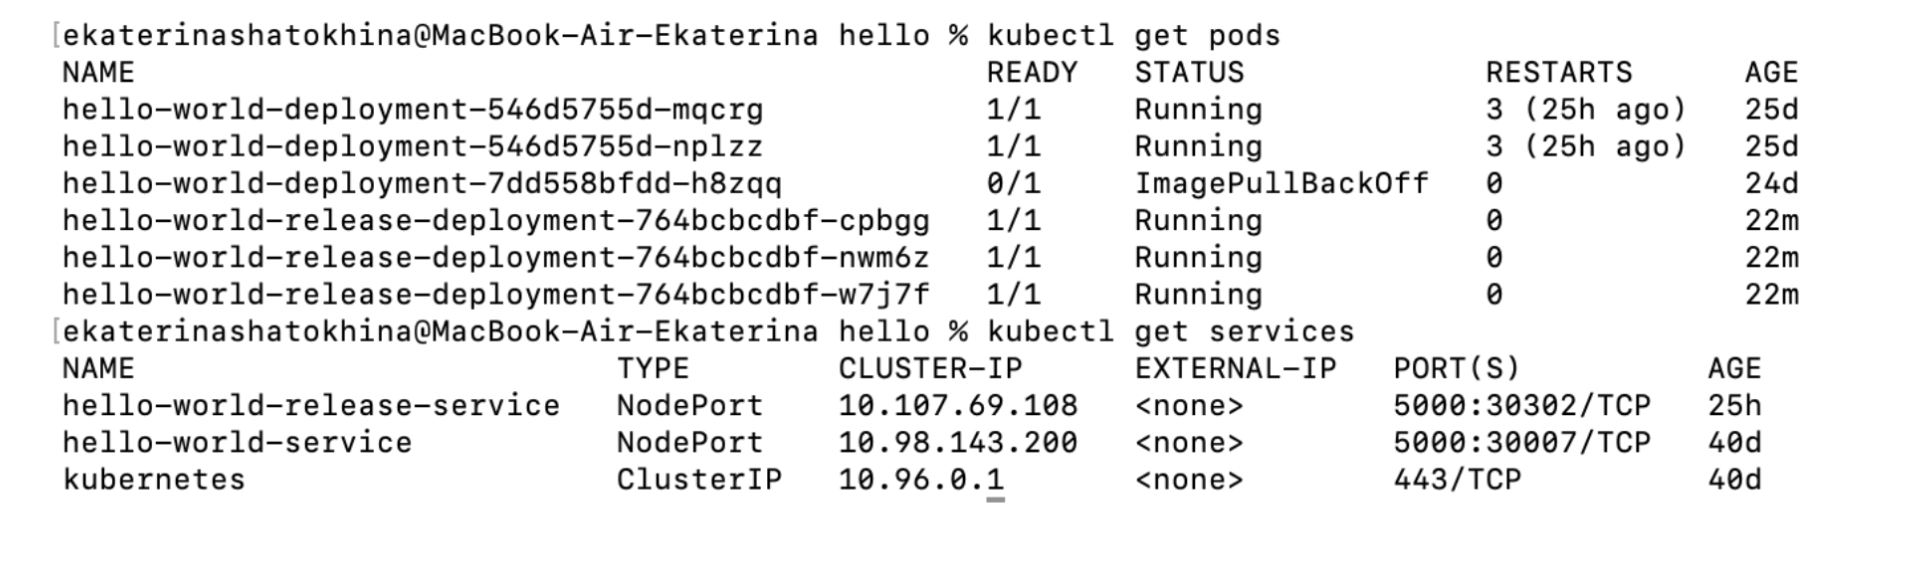 [ekaterinashatokhina@MacBook-Air-Ekaterina hello % kubectl get pods
NAME READY STATUS RESTARTS AGE
hello-world-deployment-546d5755d-mqcrg 1/1 Running 3 (25h ago) 25d
hello-world-deployment-546d5755d-nplzz 1/1 Running 3 (25h ago) 25d
hello-world-deployment-7dd558bfdd-h8zqq 0/1 ImagePullBackOff 0 24d
hello-world-release-deployment-764bcbcdbf-cpbgg 1/1 Running 0 22m
hello-world-release-deployment-764bcbcdbf-nwm6z 1/1 Running 0 22m
hello-world-release-deployment-764bcbcdbf-w7j7f 1/1 Running 0 22m
[ekaterinashatokhina@MacBook-Air-Ekaterina hello % kubectl get services
NAME TYPE CLUSTER-IP EXTERNAL-IP PORT(S) AGE
hello-world-release-service NodePort 10.107.69.108 <none> 5000:30302/TCP 25h
hello-world-service NodePort 10.98.143.200 <none> 5000:30007/TCP 40d
kubernetes ClusterIP 10.96.0.1 <none> 443/TCP 40d